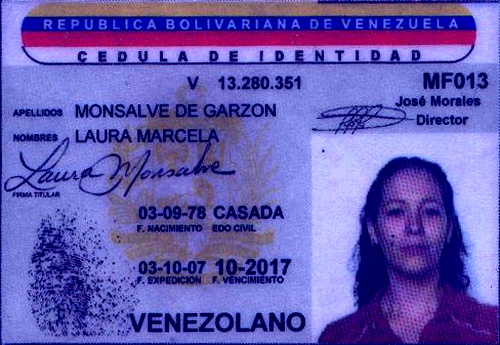 REPUBLICA BOLIVARIANA DE VENEZUELA
CEDULA DE IDENTIDAD
V 13.280.351 MF013
José Morales
Director
APELLIDOS MONSALVE DE GARZON
NOMBRES LAURA MARCELA
Laura Monsalve
FIRMA TITULAR
03-09-78 CASADA
F. NACIMIENTO EDO CIVIL
03-10-07 10-2017
F. EXPEDICION F. VENCIMIENTO
VENEZOLANO